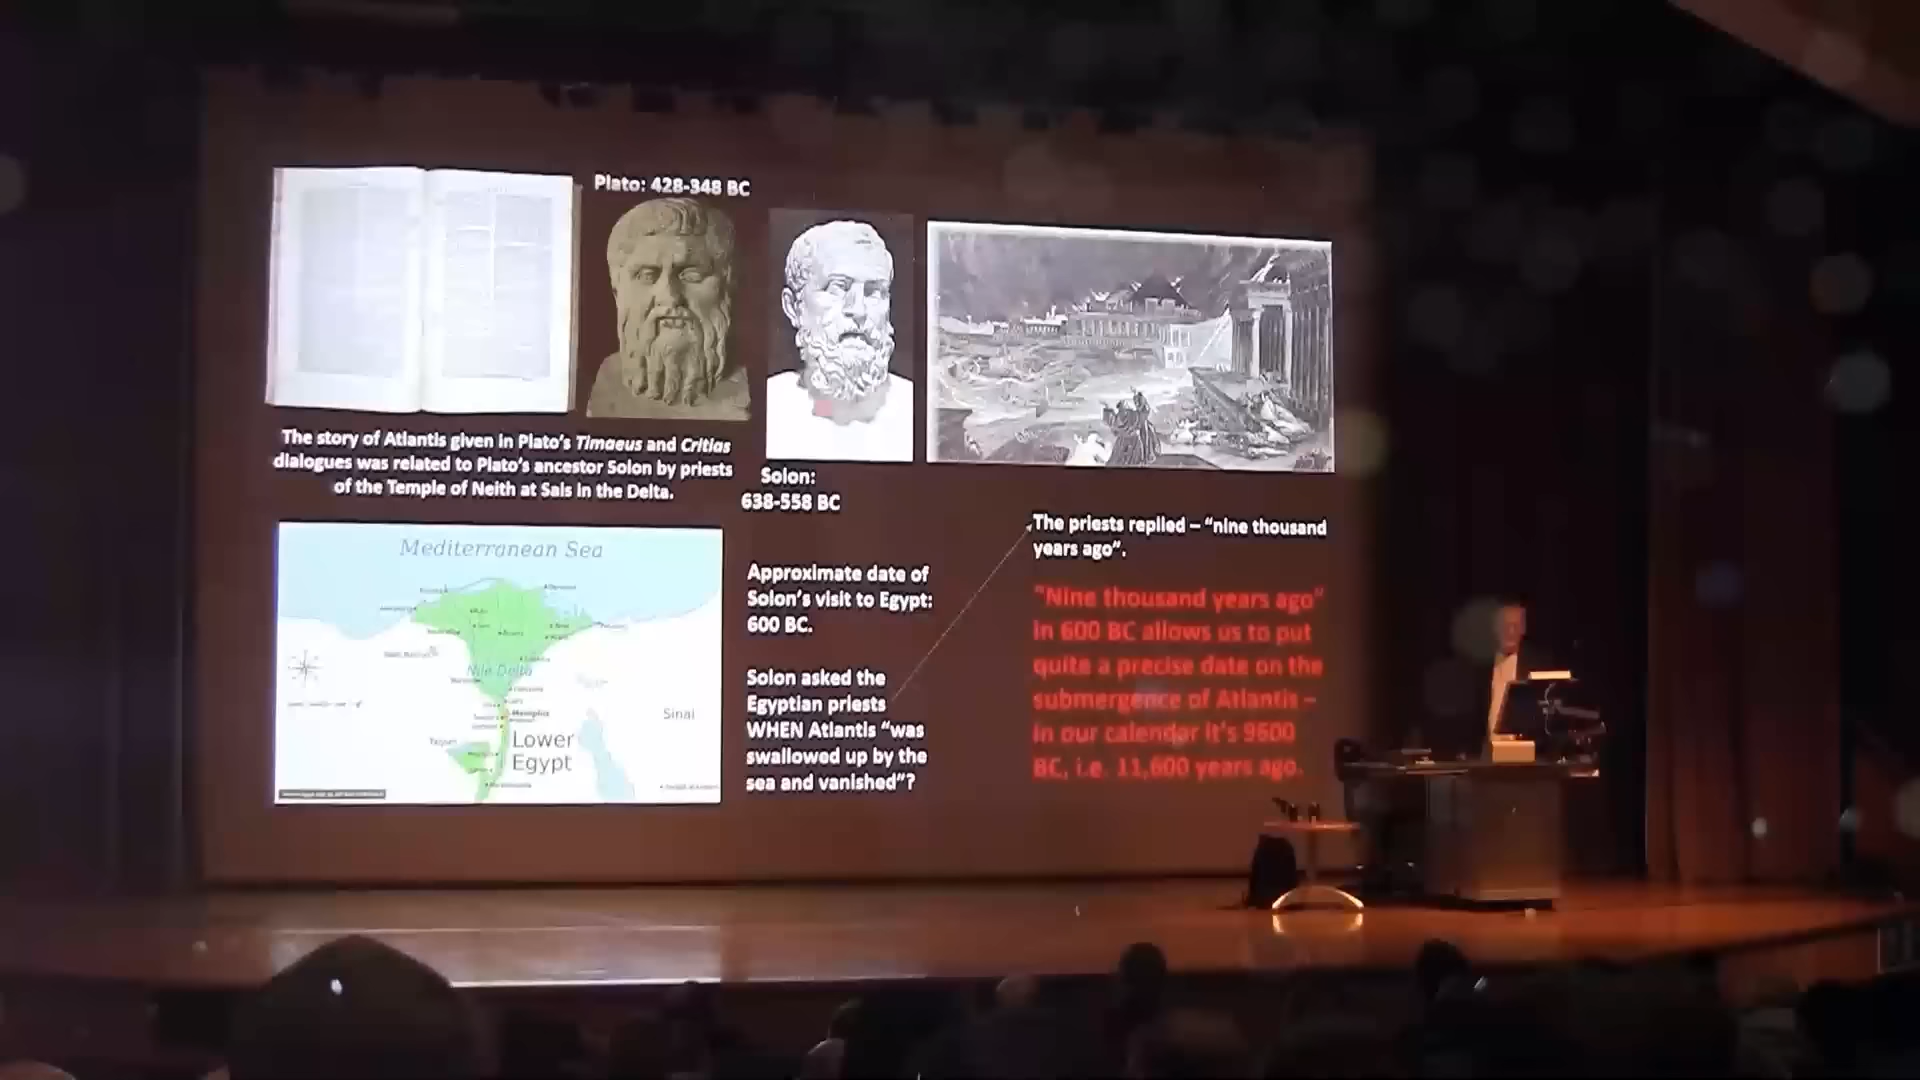 Plato: 428-348 BC
The story of Atlantis given in Plato's Timaeus and Critias
dialogues was related to Plato's ancestor Solon by priests
of the Temple of Neith at Sais in the Delta.
Solon:
638-558 BC
Mediterranean Sea
Nile Delta
Memphis
Sinai
Lower
Egypt
Approximate date of
Solon's visit to Egypt:
600 BC.
Solon asked the
Egyptian priests
WHEN Atlantis "was
swallowed up by the
sea and vanished"?
The priests replied – "nine thousand
years ago".
"Nine thousand years ago"
in 600 BC allows us to put
quite a precise date on the
submergence of Atlantis –
in our calendar it's 9600
BC, i.e. 11,600 years ago.